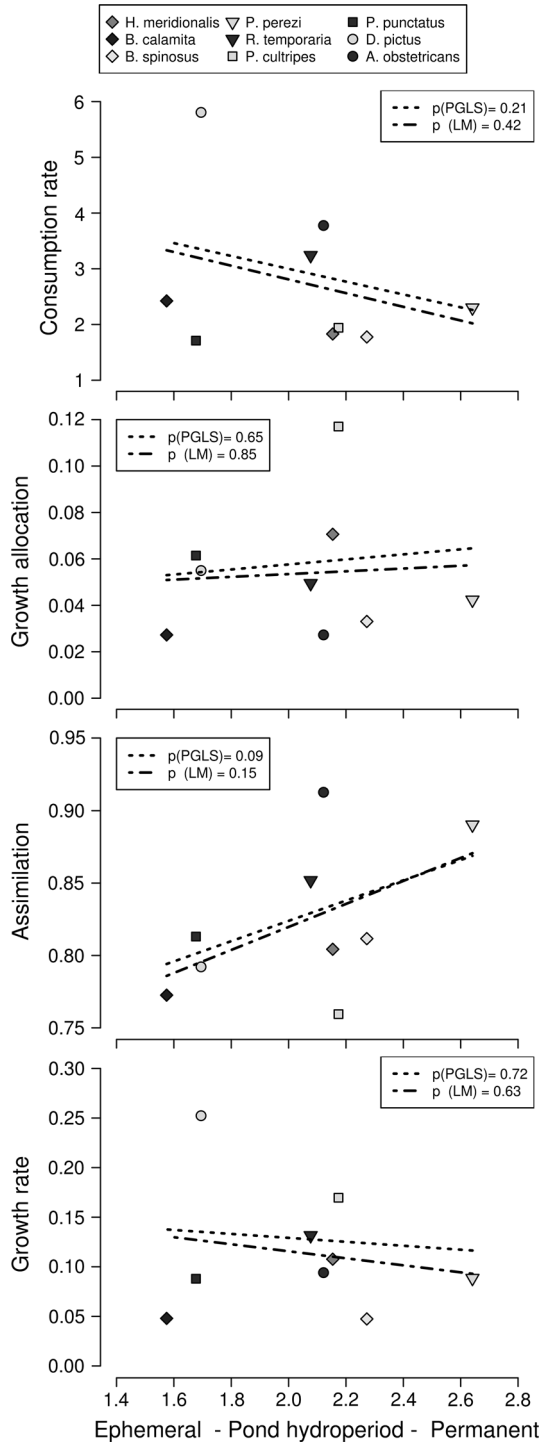 H. meridionalis P. perezi P. punctatus
B. calamita R. temporaria D. pictus
B. spinosus P. cultripes A. obstetricans
6
5
4
3
2
1
Consumption rate
p(PGLS)= 0.21
p (LM) = 0.42
0.12
0.10
0.08
0.06
0.04
0.02
0.00
Growth allocation
p(PGLS)= 0.65
p (LM) = 0.85
0.95
0.90
0.85
0.80
0.75
Assimilation
p(PGLS)= 0.09
p (LM) = 0.15
0.30
0.25
0.20
0.15
0.10
0.05
0.00
Growth rate
p(PGLS)= 0.72
p (LM) = 0.63
1.4 1.6 1.8 2.0 2.2 2.4 2.6 2.8
Ephemeral - Pond hydroperiod - Permanent